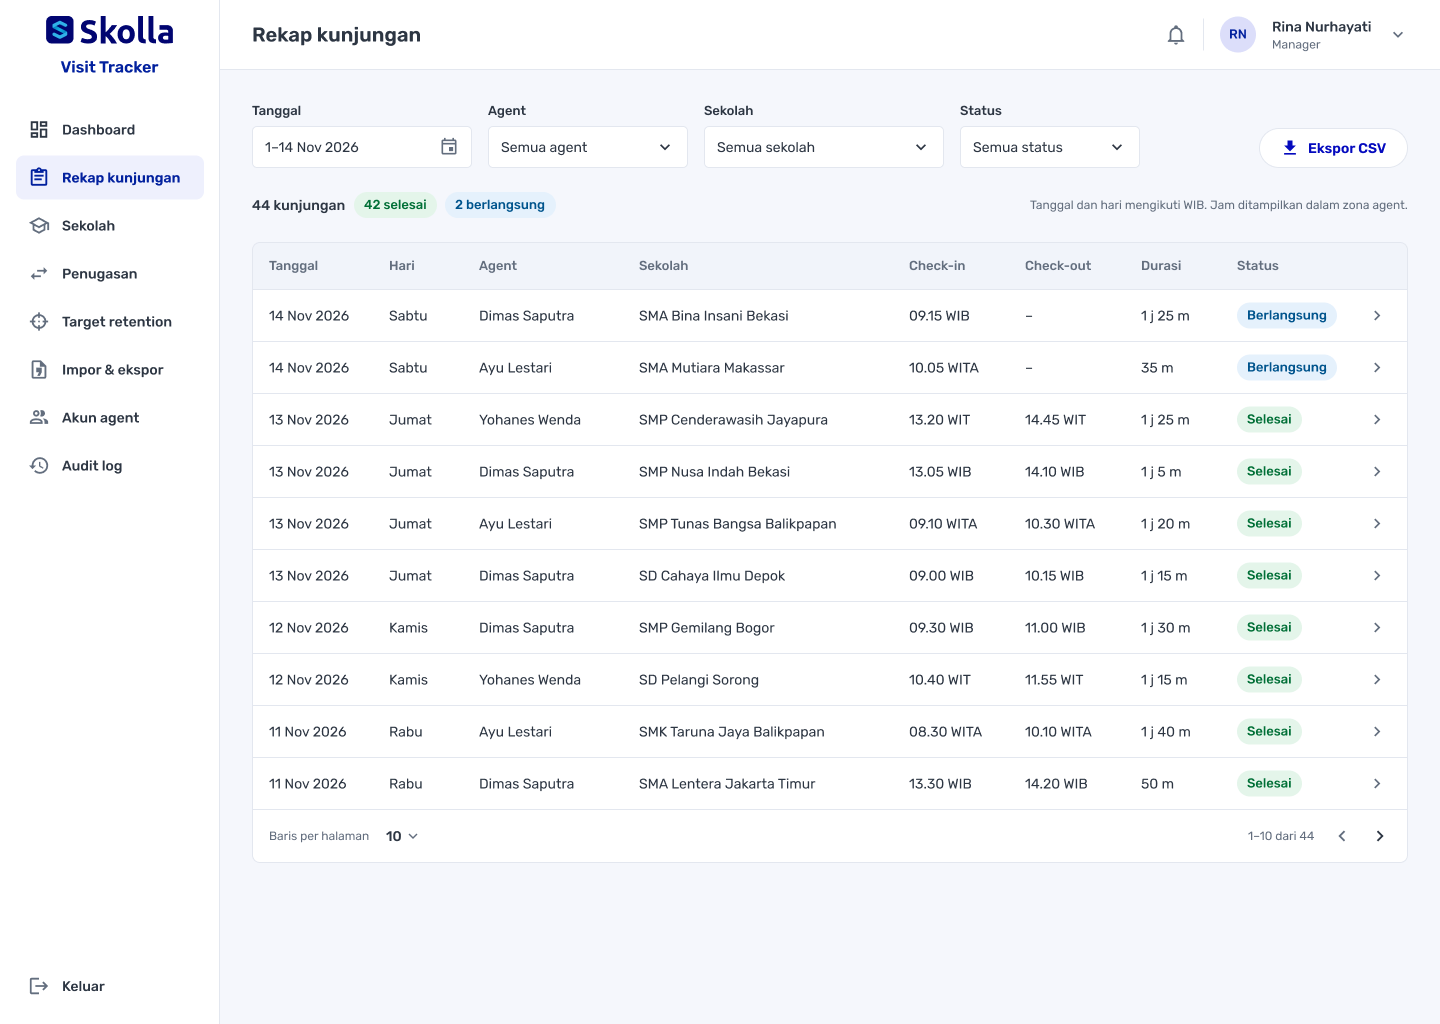 Skolla
Visit Tracker
Dashboard
Rekap kunjungan
Sekolah
Penugasan
Target retention
Impor & ekspor
Akun agent
Audit log
Keluar
Rekap kunjungan
RN
Rina Nurhayati
Manager
Tanggal Agent Sekolah Status
1–14 Nov 2026 Semua agent Semua sekolah Semua status Ekspor CSV
44 kunjungan 42 selesai 2 berlangsung Tanggal dan hari mengikuti WIB. Jam ditampilkan dalam zona agent.
Tanggal Hari Agent Sekolah Check-in Check-out Durasi Status
14 Nov 2026 Sabtu Dimas Saputra SMA Bina Insani Bekasi 09.15 WIB – 1 j 25 m Berlangsung
14 Nov 2026 Sabtu Ayu Lestari SMA Mutiara Makassar 10.05 WITA – 35 m Berlangsung
13 Nov 2026 Jumat Yohanes Wenda SMP Cenderawasih Jayapura 13.20 WIT 14.45 WIT 1 j 25 m Selesai
13 Nov 2026 Jumat Dimas Saputra SMP Nusa Indah Bekasi 13.05 WIB 14.10 WIB 1 j 5 m Selesai
13 Nov 2026 Jumat Ayu Lestari SMP Tunas Bangsa Balikpapan 09.10 WITA 10.30 WITA 1 j 20 m Selesai
13 Nov 2026 Jumat Dimas Saputra SD Cahaya Ilmu Depok 09.00 WIB 10.15 WIB 1 j 15 m Selesai
12 Nov 2026 Kamis Dimas Saputra SMP Gemilang Bogor 09.30 WIB 11.00 WIB 1 j 30 m Selesai
12 Nov 2026 Kamis Yohanes Wenda SD Pelangi Sorong 10.40 WIT 11.55 WIT 1 j 15 m Selesai
11 Nov 2026 Rabu Ayu Lestari SMK Taruna Jaya Balikpapan 08.30 WITA 10.10 WITA 1 j 40 m Selesai
11 Nov 2026 Rabu Dimas Saputra SMA Lentera Jakarta Timur 13.30 WIB 14.20 WIB 50 m Selesai
Baris per halaman 10 1–10 dari 44